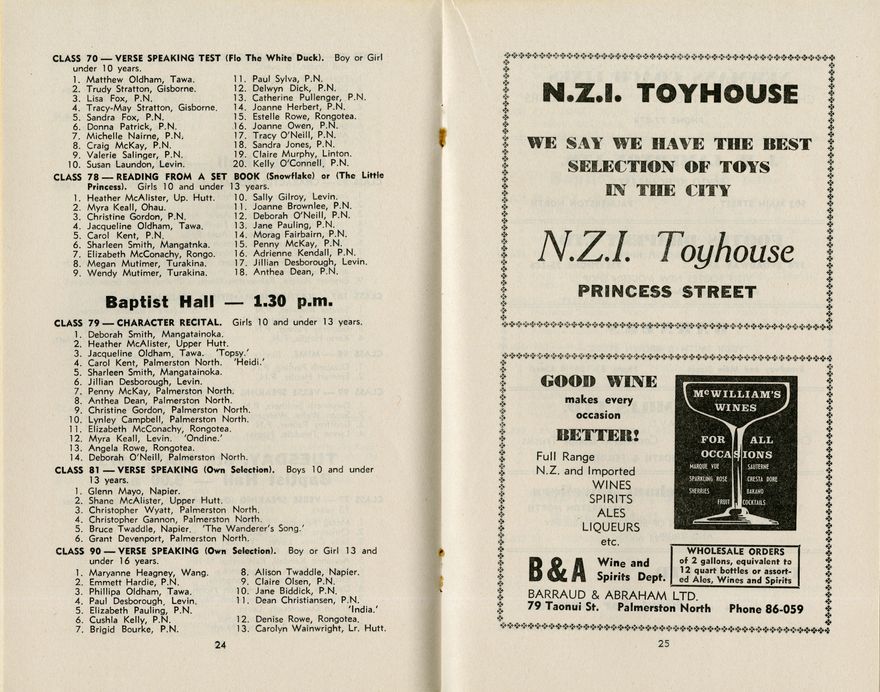 CLASS 70 — VERSE SPEAKING TEST (Flo The White Duck). Boy or Girl
under 10 years.
1. Matthew Oldham, Tawa.
2. Trudy Stratton, Gisborne.
3. Lisa Fox, P.N.
4. Tracy-May Stratton, Gisborne.
5. Sandra Fox, P.N.
6. Donna Patrick, P.N.
7. Michelle Nairne, P.N.
8. Craig McKay, P.N.
9. Valerie Salinger, P.N.
10. Susan Laundon, Levin.
11. Paul Sylva, P.N.
12. Delwyn Dick, P.N.
13. Catherine Pullenger, P.N.
14. Joanne Herbert, P.N.
15. Estelle Rowe, Rongotea.
16. Joanne Owen, P.N.
17. Tracy O'Neill, P.N.
18. Sandra Jones, P.N.
19. Claire Murphy, Linton.
20. Kelly O'Connell, P.N.
CLASS 78 — READING FROM A SET BOOK (Snowflake) or (The Little
Princess). Girls 10 and under 13 years.
1. Heather McAlister, Up. Hutt.
2. Myra Keall, Ohau.
3. Christine Gordon, P.N.
4. Jacqueline Oldham, Tawa.
5. Carol Kent, P.N.
6. Sharleen Smith, Mangatnka.
7. Elizabeth McConachy, Rongo.
8. Megan Mutimer, Turakina.
9. Wendy Mutimer, Turakina.
10. Sally Gilroy, Levin.
11. Joanne Brownlee, P.N.
12. Deborah O'Neill, P.N.
13. Jane Pauling, P.N.
14. Morag Fairbairn, P.N.
15. Penny McKay, P.N.
16. Adrienne Kendall, P.N.
17. Jillian Desborough, Levin.
18. Anthea Dean, P.N.
Baptist Hall — 1.30 p.m.
CLASS 79 — CHARACTER RECITAL. Girls 10 and under 13 years.
1. Deborah Smith, Mangatainoka.
2. Heather McAlister, Upper Hutt.
3. Jacqueline Oldham, Tawa. 'Topsy.'
4. Carol Kent, Palmerston North. 'Heidi.'
5. Sharleen Smith, Mangatainoka.
6. Jillian Desborough, Levin.
7. Penny McKay, Palmerston North.
8. Anthea Dean, Palmerston North.
9. Christine Gordon, Palmerston North.
10. Lynley Campbell, Palmerston North.
11. Elizabeth McConachy, Rongotea.
12. Myra Keall, Levin. 'Ondine.'
13. Angela Rowe, Rongotea.
14. Deborah O'Neill, Palmerston North.
CLASS 81 — VERSE SPEAKING (Own Selection). Boys 10 and under
13 years.
1. Glenn Mayo, Napier.
2. Shane McAlister, Upper Hutt.
3. Christopher Wyatt, Palmerston North.
4. Christopher Gannon, Palmerston North.
5. Bruce Twaddle, Napier. 'The Wanderer's Song.'
6. Grant Devenport, Palmerston North.
CLASS 90 — VERSE SPEAKING (Own Selection). Boy or Girl 13 and
under 16 years.
1. Maryanne Heagney, Wang.
2. Emmett Hardie, P.N.
3. Phillipa Oldham, Tawa.
4. Paul Desborough, Levin.
5. Elizabeth Pauling, P.N.
6. Cushla Kelly, P.N.
7. Brigid Bourke, P.N.
8. Alison Twaddle, Napier.
9. Claire Olsen, P.N.
10. Jane Biddick, P.N.
11. Dean Christiansen, P.N.
'India.'
12. Denise Rowe, Rongotea.
13. Carolyn Wainwright, Lr. Hutt.
24
N.Z.I. TOYHOUSE
WE SAY WE HAVE THE BEST
SELECTION OF TOYS
IN THE CITY
N.Z.I. Toyhouse
PRINCESS STREET
GOOD WINE
makes every
occasion
BETTER!
Full Range
N.Z. and Imported
WINES
SPIRITS
ALES
LIQUEURS
etc.
McWILLIAM'S
WINES
FOR ALL
OCCASIONS
MARQUE VUE SAUTERNE
SPARKLING ROSE CRESTA DORE
SHERRIES BAKANO
FRUIT COCKTAILS
B&A Wine and
Spirits Dept.
WHOLESALE ORDERS
of 2 gallons, equivalent to
12 quart bottles or assort-
ed Ales, Wines and Spirits
BARRAUD & ABRAHAM LTD.
79 Taonui St. Palmerston North Phone 86-059
25